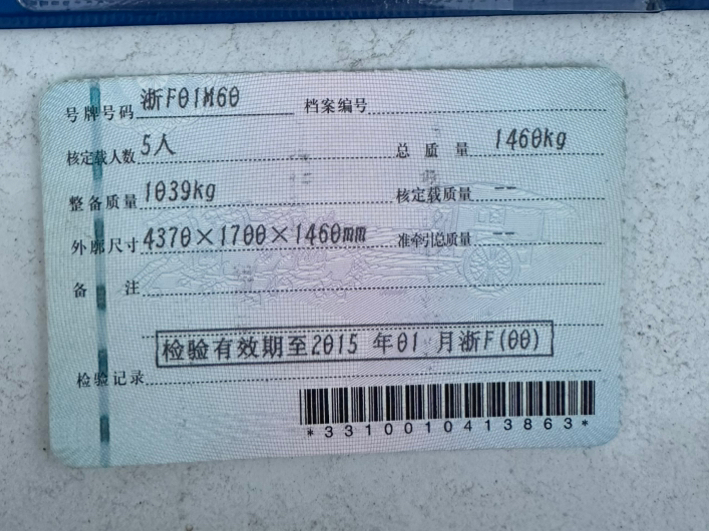 号牌号码 浙F01M60 档案编号
核定载人数 5人 总质量 1460kg
整备质量 1039kg 核定载质量 --
外廓尺寸 4370×1700×1460mm 准牵引总质量 --
备注
检验有效期至2015 年01 月浙F(00)
检验记录
*3310010413863*